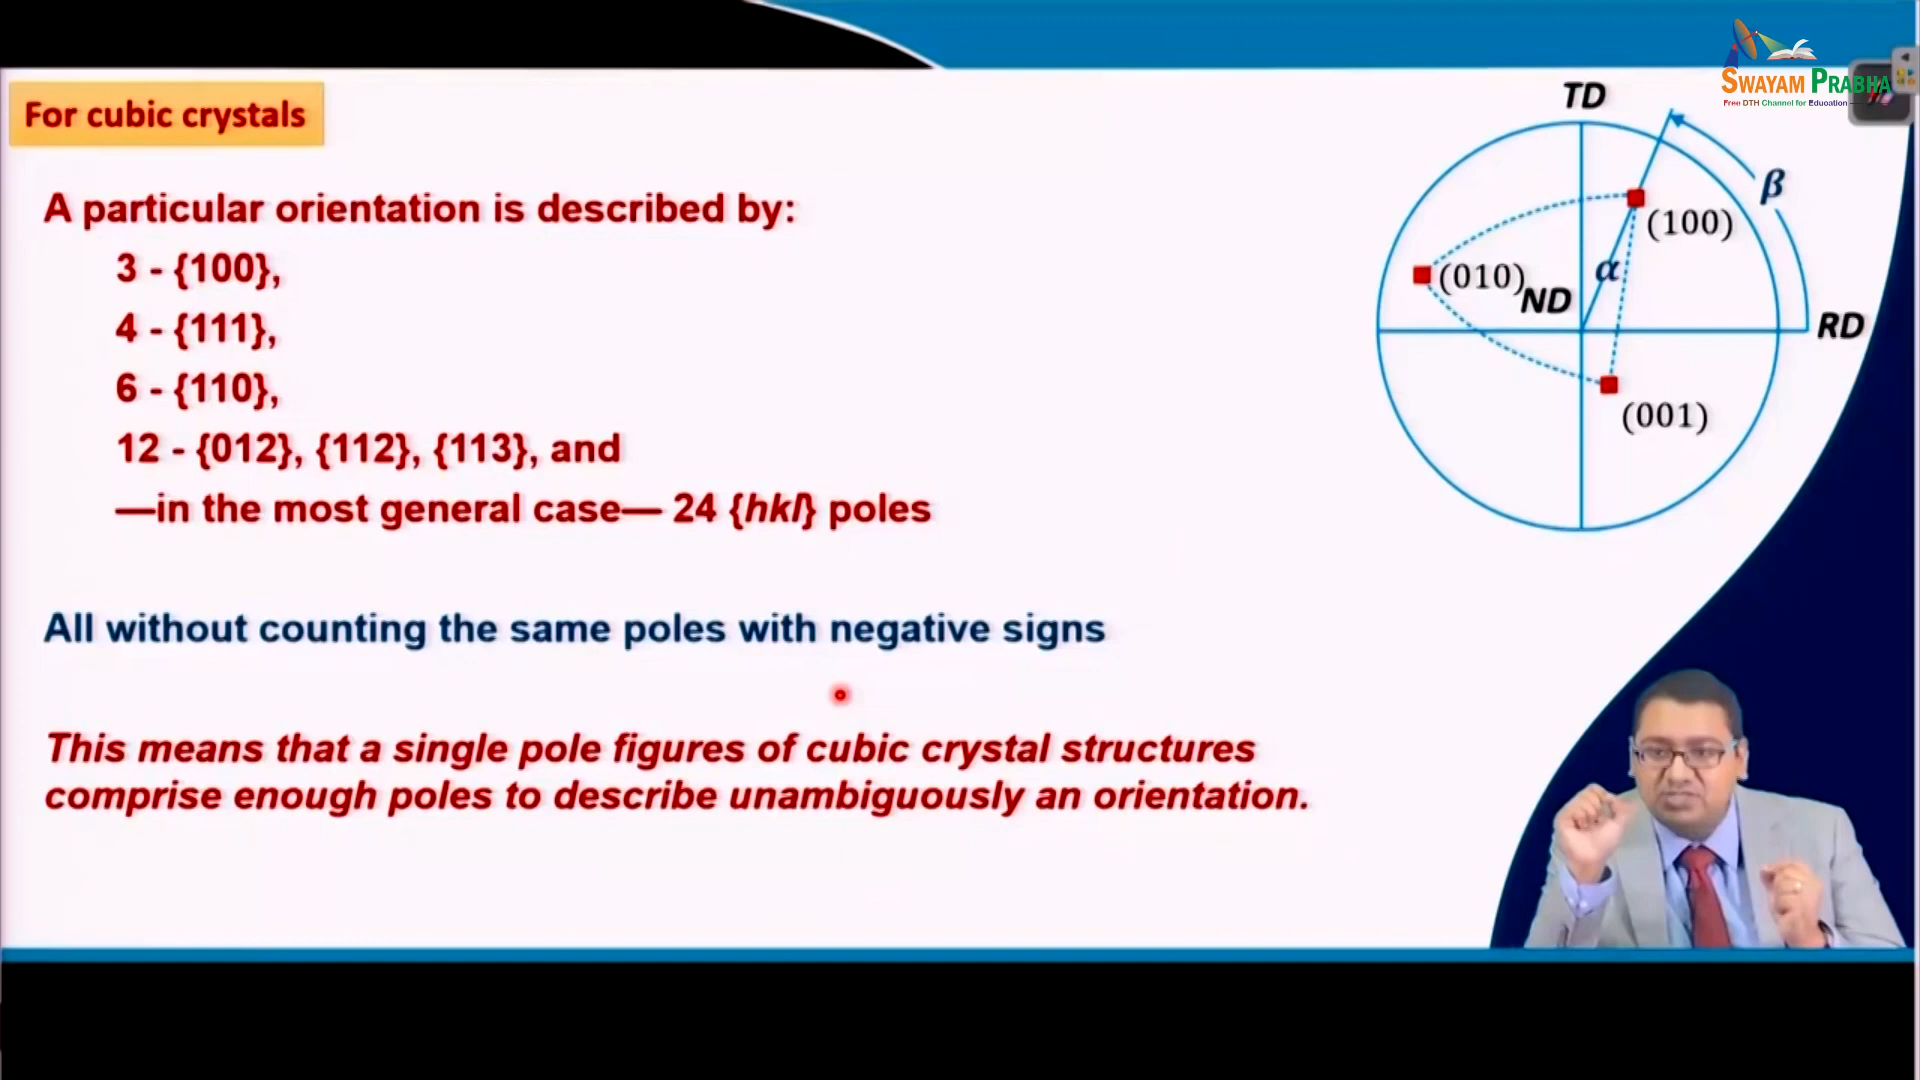 SWAYAM PRABHA
Free DTH Channel for Education
For cubic crystals
A particular orientation is described by:
3 - {100},
4 - {111},
6 - {110},
12 - {012}, {112}, {113}, and
—in the most general case— 24 {hkl} poles
All without counting the same poles with negative signs
This means that a single pole figures of cubic crystal structures
comprise enough poles to describe unambiguously an orientation.
TD
β
(100)
α
(010)
ND
RD
(001)